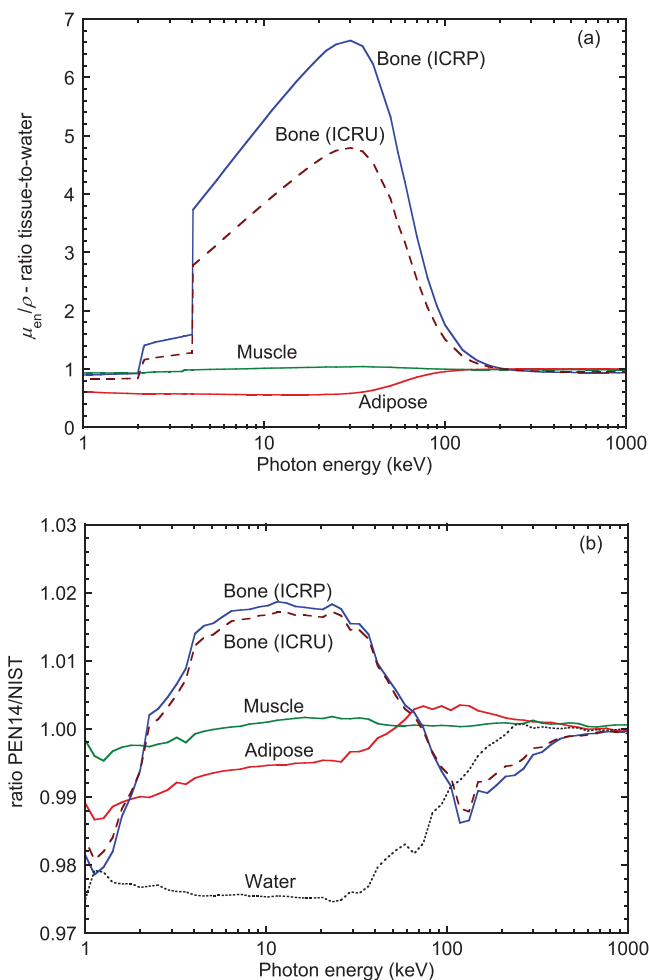 7
(a)
Bone (ICRP)
6
5
Bone (ICRU)
4
3
2
Muscle
1
Adipose
0
μen/ρ - ratio tissue-to-water
1 10 100 1000
Photon energy (keV)
1.03
(b)
Bone (ICRP)
1.02
Bone (ICRU)
1.01
Muscle
1.00
Adipose
0.99
0.98
Water
0.97
ratio PEN14/NIST
1 10 100 1000
Photon energy (keV)